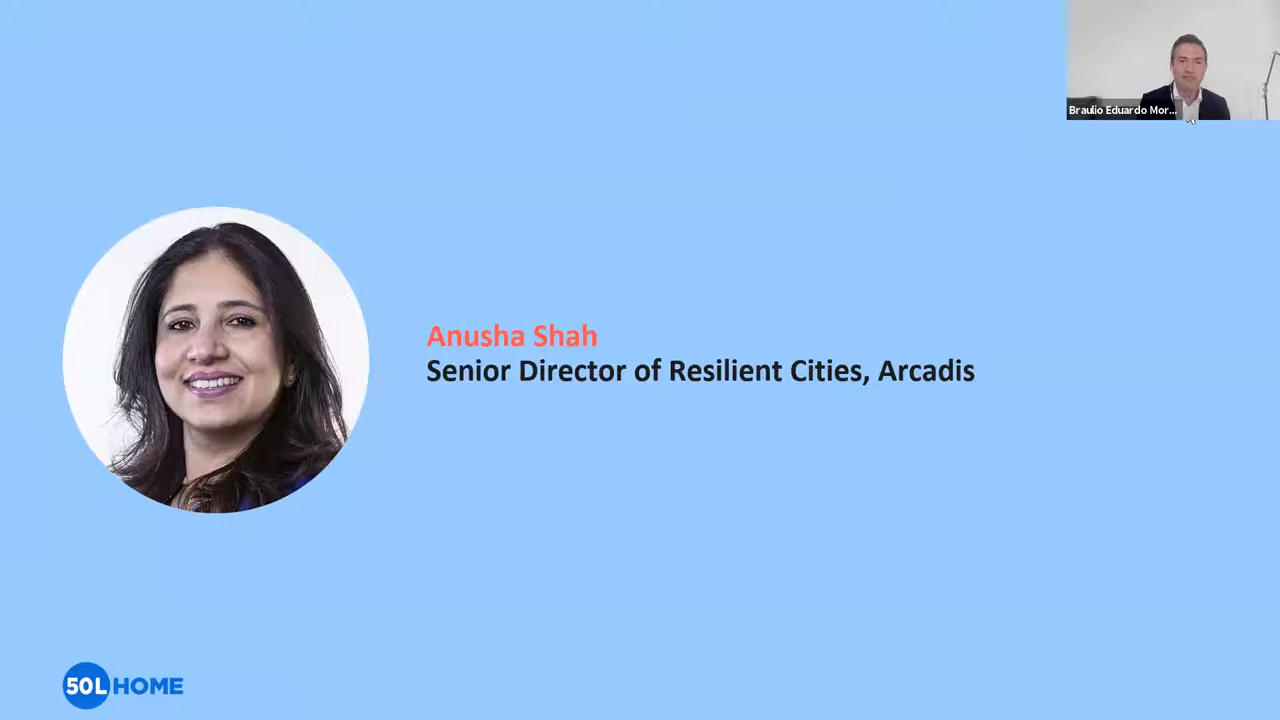 Braulio Eduardo Mor...
Anusha Shah
Senior Director of Resilient Cities, Arcadis
50L HOME